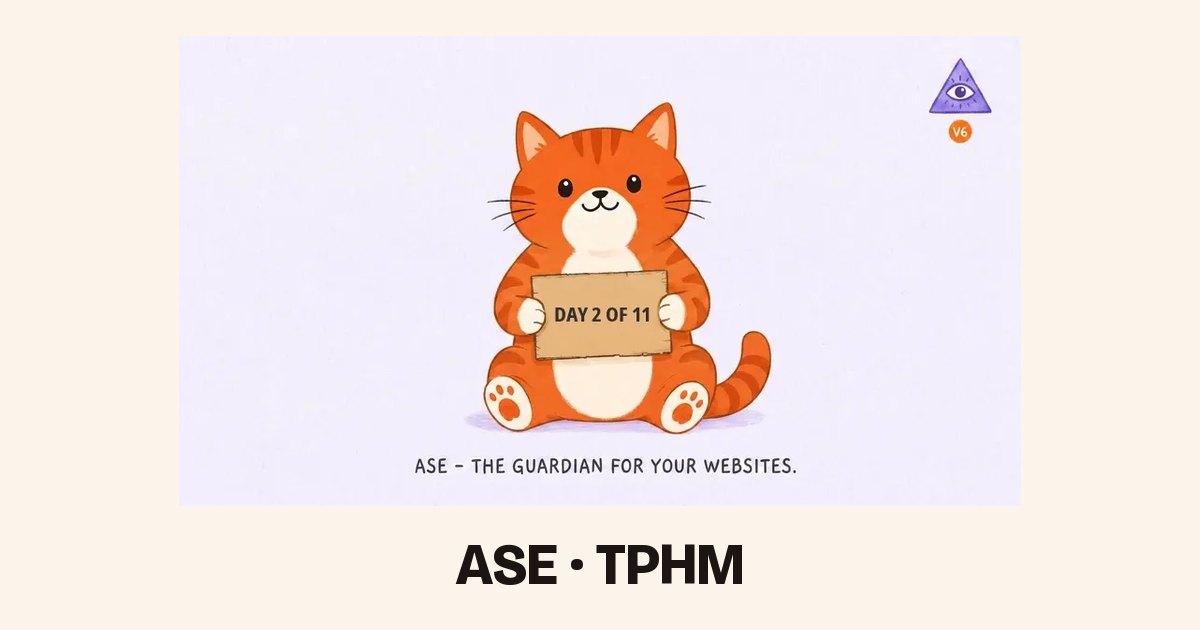 V6
DAY 2 OF 11
ASE – THE GUARDIAN FOR YOUR WEBSITES.
ASE · TPHM